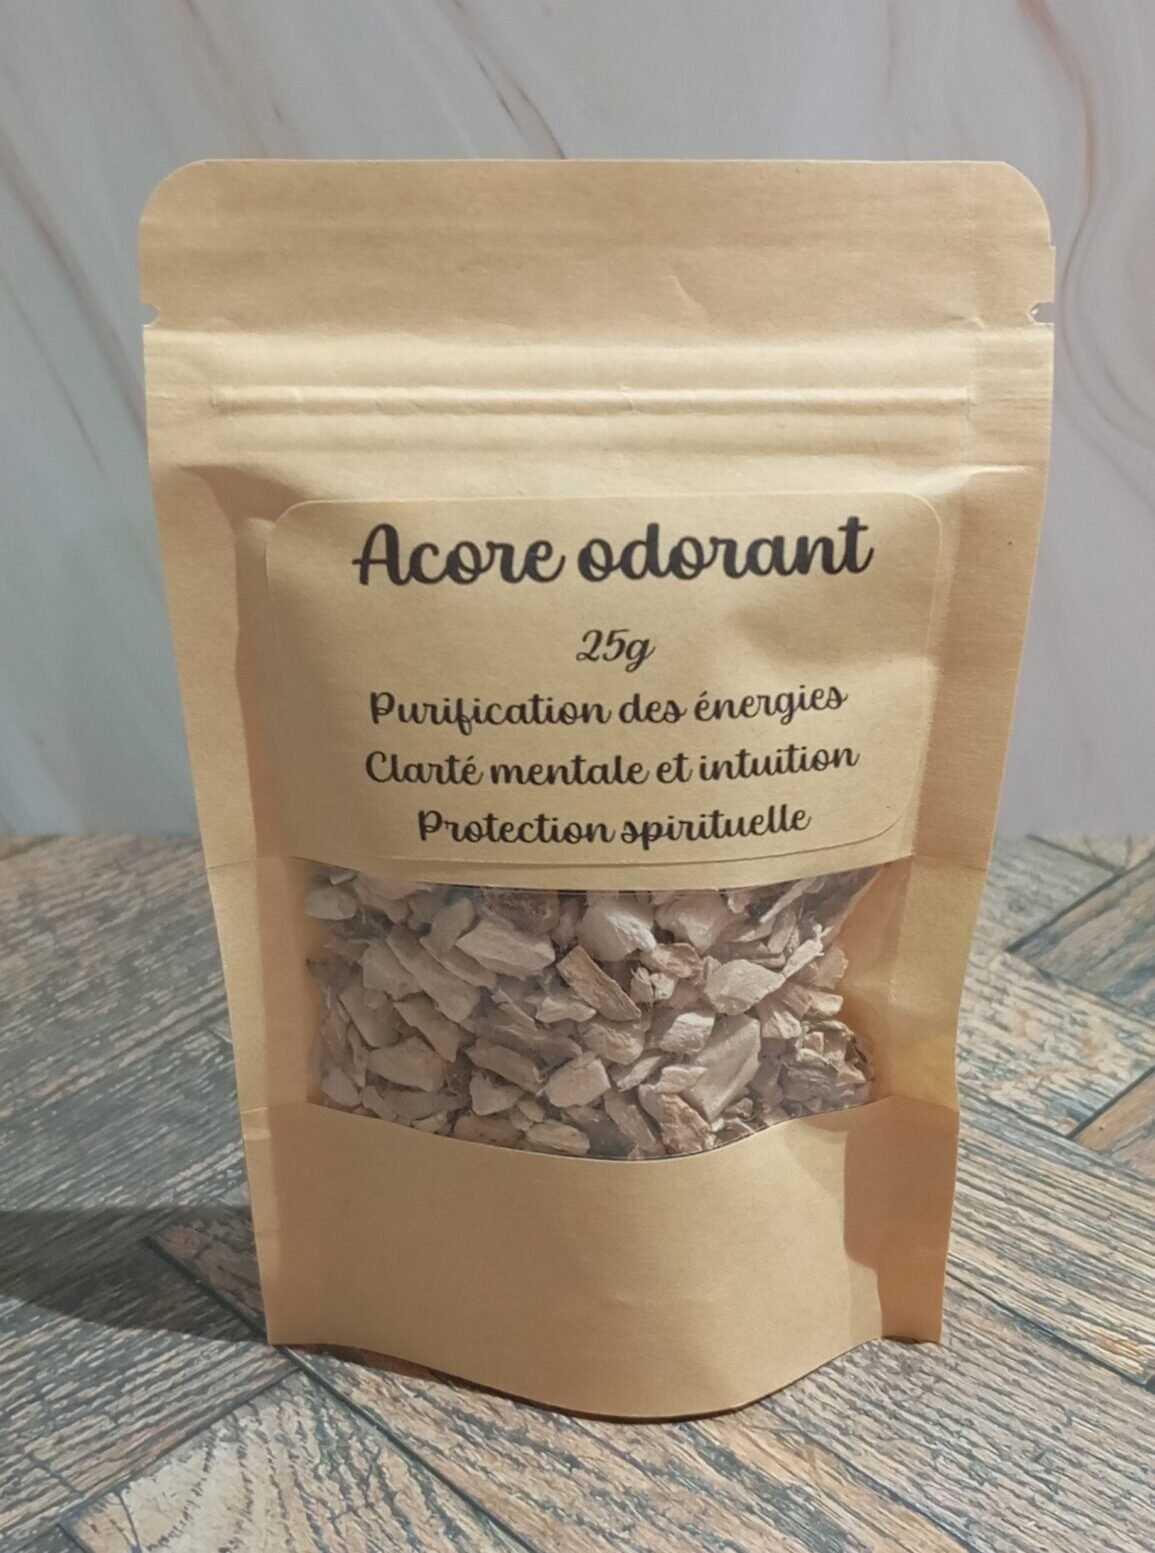 Acore odorant
25g
Purification des énergies
Clarté mentale et intuition
Protection spirituelle